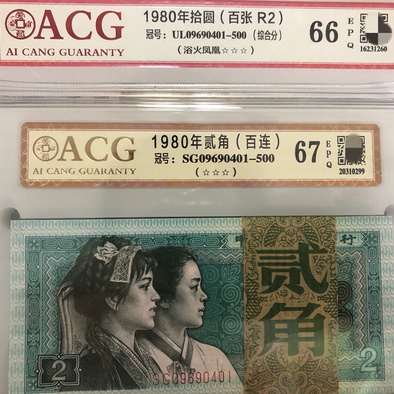 ACG
AI CANG GUARANTY
1980年拾圆（百张 R2）
冠号：UL09690401-500（综合分）
（浴火凤凰☆☆☆）
66
EPQ
16231260
ACG
AI CANG GUARANTY
1980年贰角（百连）
冠号：SG09690401-500
（☆☆☆）
67
EPQ
20310299
中
行
贰角
2
SG09690401
2